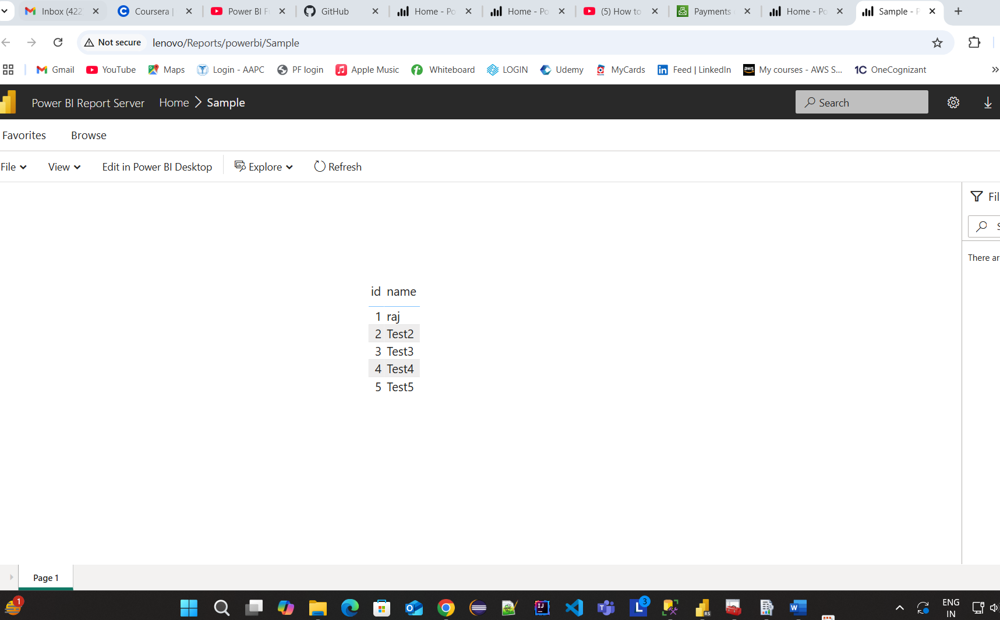 Inbox (422
Coursera |
Power BI F
GitHub
Home - Po
Home - Po
(5) How to
Payments
Home - Po
Sample - P
Not secure
lenovo/Reports/powerbi/Sample
Gmail
YouTube
Maps
Login - AAPC
PF login
Apple Music
Whiteboard
LOGIN
Udemy
MyCards
Feed | LinkedIn
My courses - AWS S...
1C OneCognizant
Power BI Report Server
Home
Sample
Search
Favorites
Browse
File
View
Edit in Power BI Desktop
Explore
Refresh
Fil
There ar
id name
1 raj
2 Test2
3 Test3
4 Test4
5 Test5
Page 1
1
3
RS
ENG
IN